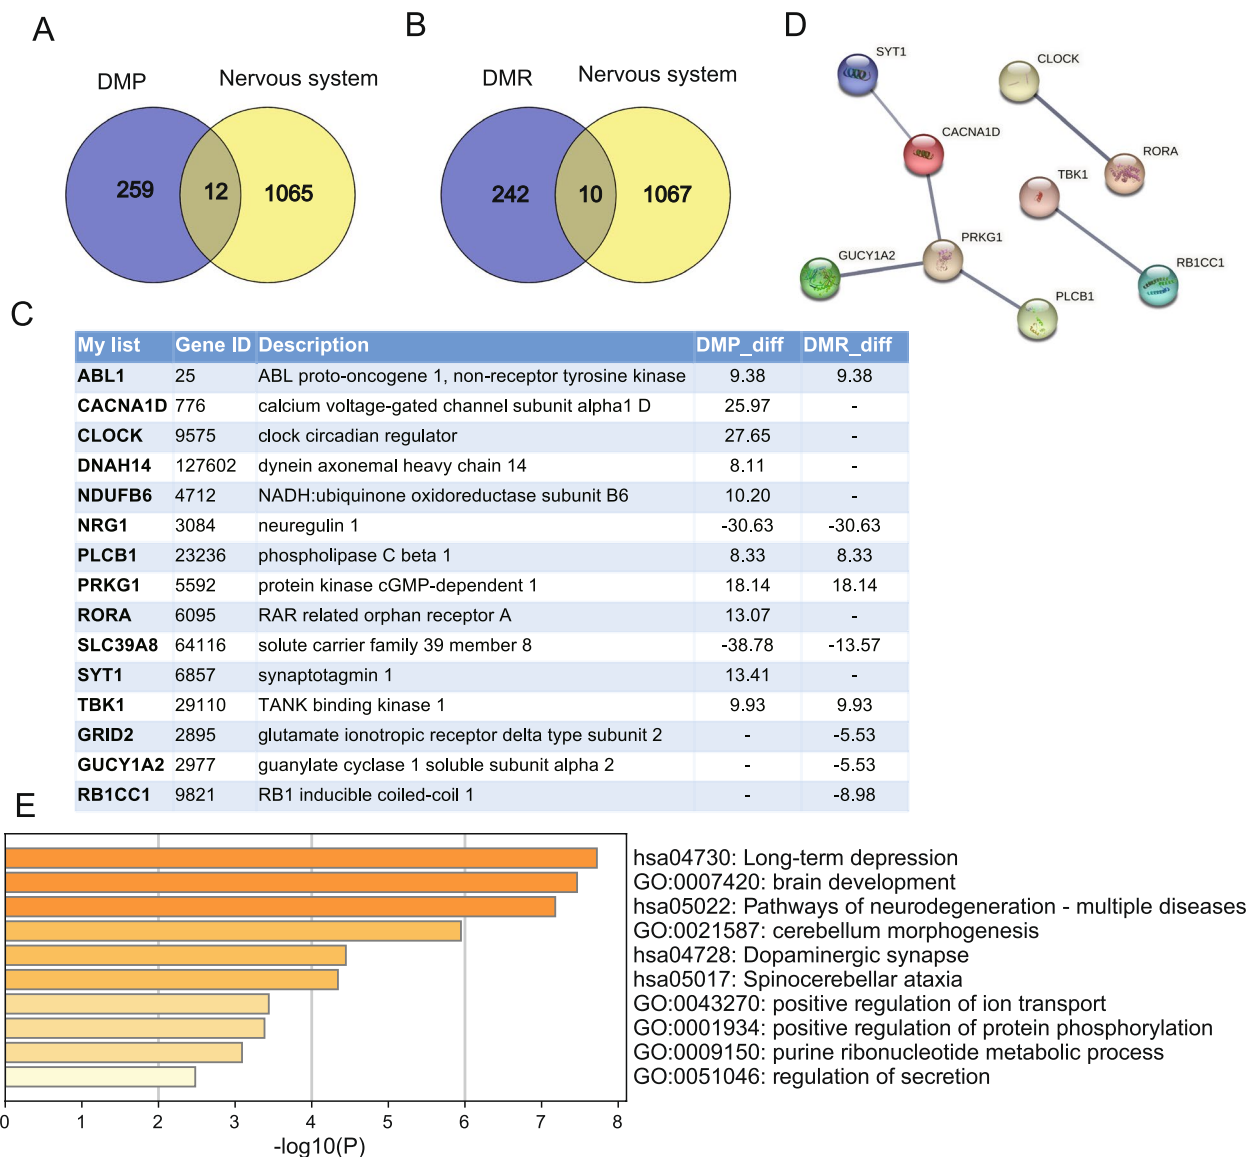 A
DMP
Nervous system
259
12
1065
B
DMR
Nervous system
242
10
1067
D
SYT1
CLOCK
CACNA1D
RORA
TBK1
PRKG1
GUCY1A2
RB1CC1
PLCB1
C
My list Gene ID Description DMP_diff DMR_diff
ABL1 25 ABL proto-oncogene 1, non-receptor tyrosine kinase 9.38 9.38
CACNA1D 776 calcium voltage-gated channel subunit alpha1 D 25.97 -
CLOCK 9575 clock circadian regulator 27.65 -
DNAH14 127602 dynein axonemal heavy chain 14 8.11 -
NDUFB6 4712 NADH:ubiquinone oxidoreductase subunit B6 10.20 -
NRG1 3084 neuregulin 1 -30.63 -30.63
PLCB1 23236 phospholipase C beta 1 8.33 8.33
PRKG1 5592 protein kinase cGMP-dependent 1 18.14 18.14
RORA 6095 RAR related orphan receptor A 13.07 -
SLC39A8 64116 solute carrier family 39 member 8 -38.78 -13.57
SYT1 6857 synaptotagmin 1 13.41 -
TBK1 29110 TANK binding kinase 1 9.93 9.93
GRID2 2895 glutamate ionotropic receptor delta type subunit 2 - -5.53
GUCY1A2 2977 guanylate cyclase 1 soluble subunit alpha 2 - -5.53
RB1CC1 9821 RB1 inducible coiled-coil 1 - -8.98
E
hsa04730: Long-term depression
GO:0007420: brain development
hsa05022: Pathways of neurodegeneration - multiple diseases
GO:0021587: cerebellum morphogenesis
hsa04728: Dopaminergic synapse
hsa05017: Spinocerebellar ataxia
GO:0043270: positive regulation of ion transport
GO:0001934: positive regulation of protein phosphorylation
GO:0009150: purine ribonucleotide metabolic process
GO:0051046: regulation of secretion
0 1 2 3 4 5 6 7 8
-log10(P)